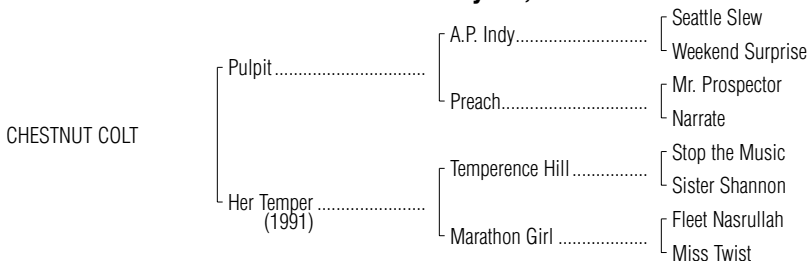 Seattle Slew
A.P. Indy
Weekend Surprise
Pulpit
Mr. Prospector
Preach
Narrate
CHESTNUT COLT
Stop the Music
Temperence Hill
Sister Shannon
Her Temper
(1991)
Fleet Nasrullah
Marathon Girl
Miss Twist